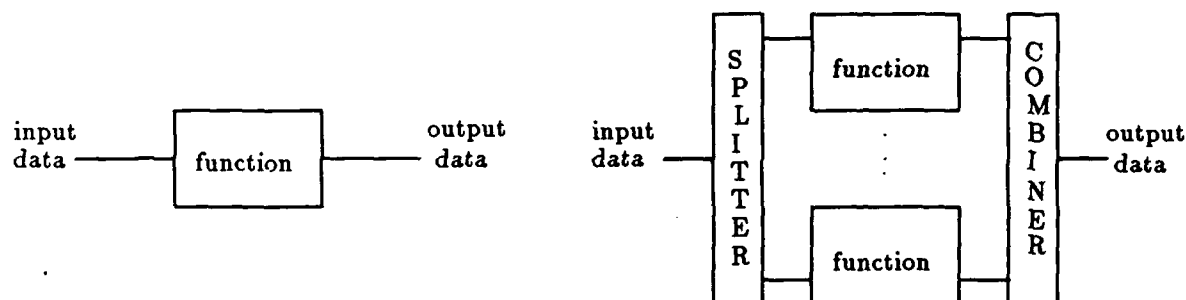 input
data
function
output
data
input
data
SPLITTER
function
function
COMBINER
output
data